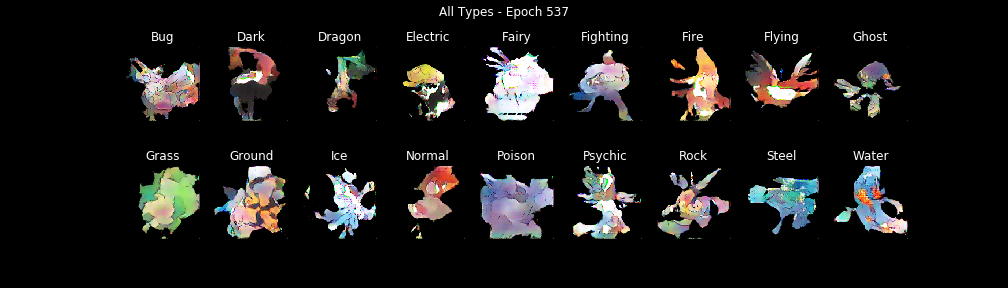 All Types - Epoch 537
Bug Dark Dragon Electric Fairy Fighting Fire Flying Ghost
Grass Ground Ice Normal Poison Psychic Rock Steel Water